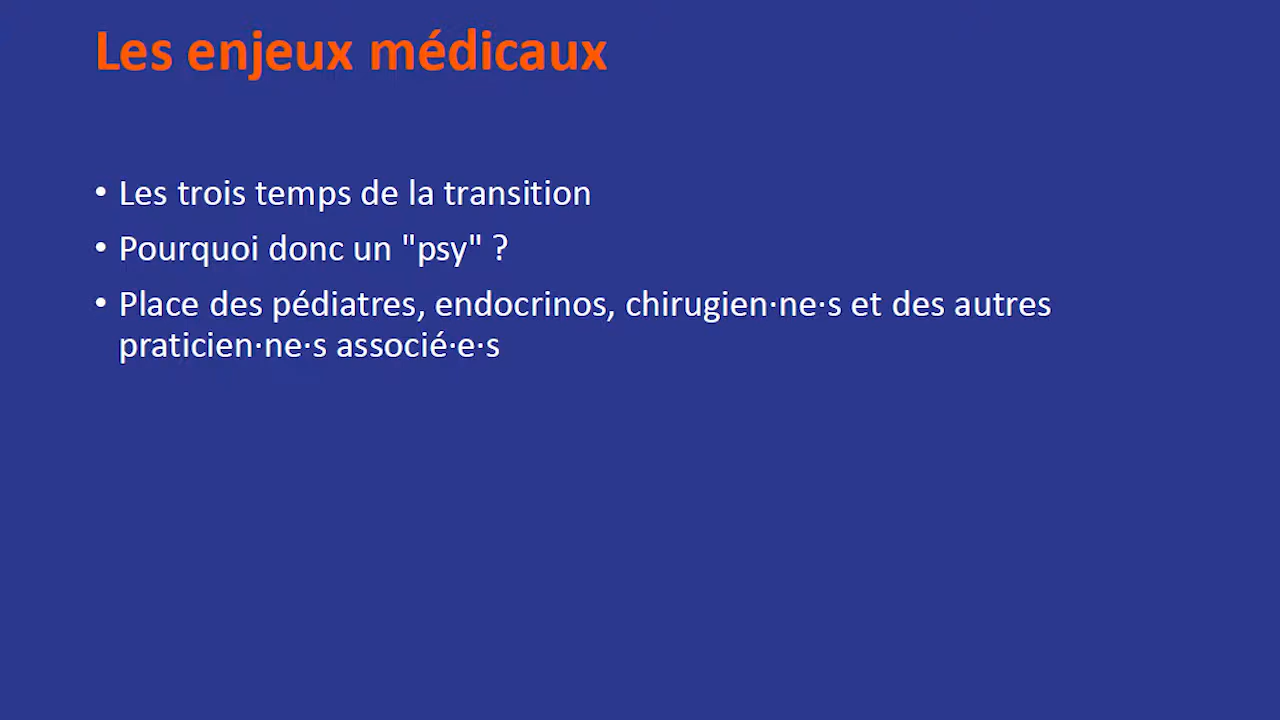 Les enjeux médicaux
• Les trois temps de la transition
• Pourquoi donc un "psy" ?
• Place des pédiatres, endocrinos, chirugien·ne·s et des autres
praticien·ne·s associé·e·s